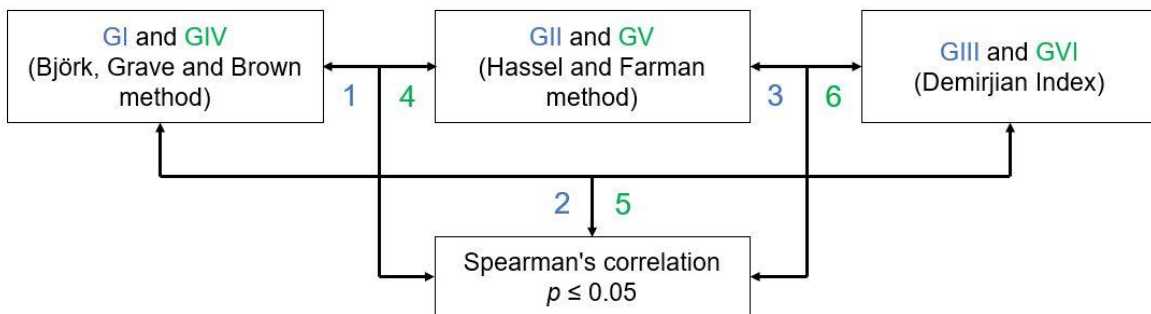 GI and GIV
(Björk, Grave and Brown
method)
GII and GV
(Hassel and Farman
method)
GIII and GVI
(Demirjian Index)
1 4
3 6
2 5
Spearman's correlation
p ≤ 0.05